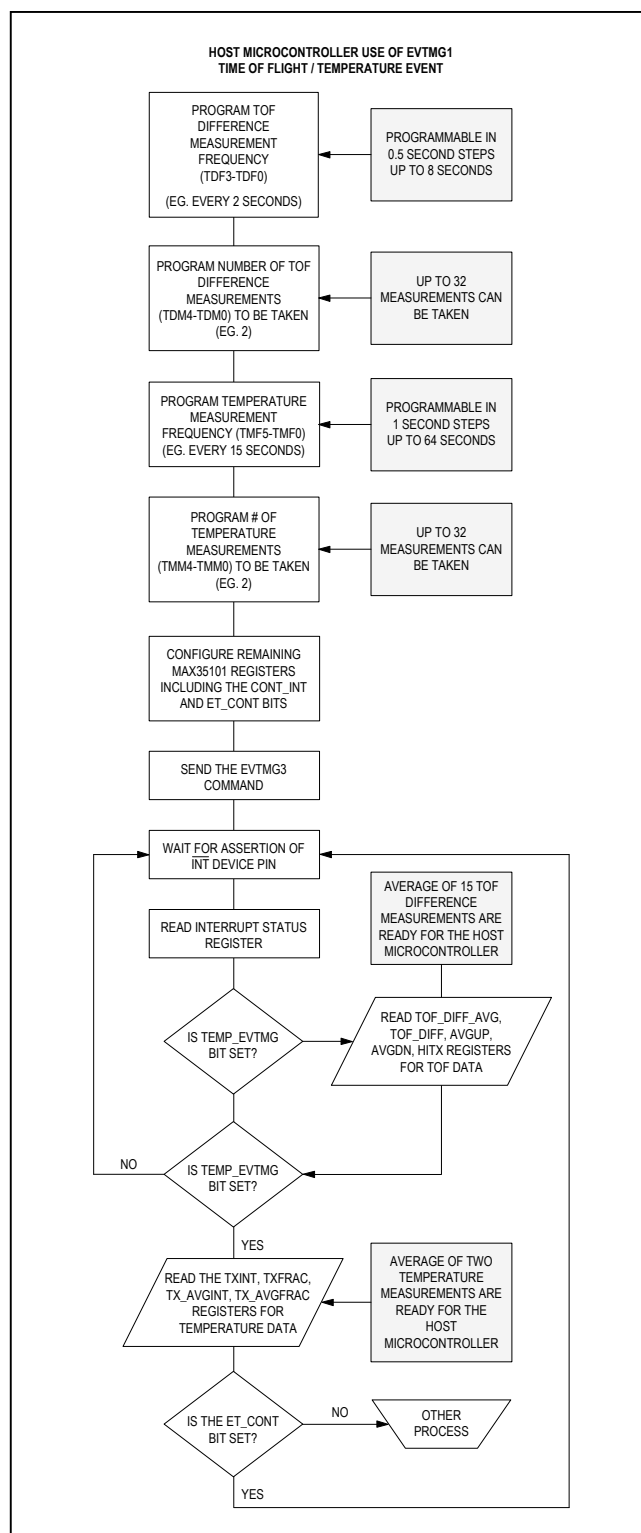 HOST MICROCONTROLLER USE OF EVTMG1
TIME OF FLIGHT / TEMPERATURE EVENT
PROGRAM TOF
DIFFERENCE
MEASUREMENT
FREQUENCY
(TDF3-TDF0)
(EG. EVERY 2 SECONDS)
PROGRAMMABLE IN
0.5 SECOND STEPS
UP TO 8 SECONDS
PROGRAM NUMBER OF TOF
DIFFERENCE
MEASUREMENTS
(TDM4-TDM0) TO BE TAKEN
(EG. 2)
UP TO 32
MEASUREMENTS CAN
BE TAKEN
PROGRAM TEMPERATURE
MEASUREMENT
FREQUENCY (TMF5-TMF0)
(EG. EVERY 15 SECONDS)
PROGRAMMABLE IN
1 SECOND STEPS
UP TO 64 SECONDS
PROGRAM # OF
TEMPERATURE
MEASUREMENTS
(TMM4-TMM0) TO BE TAKEN
(EG. 2)
UP TO 32
MEASUREMENTS CAN
BE TAKEN
CONFIGURE REMAINING
MAX35101 REGISTERS
INCLUDING THE CONT_INT
AND ET_CONT BITS
SEND THE EVTMG3
COMMAND
WAIT FOR ASSERTION OF
INT DEVICE PIN
READ INTERRUPT STATUS
REGISTER
AVERAGE OF 15 TOF
DIFFERENCE
MEASUREMENTS ARE
READY FOR THE HOST
MICROCONTROLLER
IS TEMP_EVTMG
BIT SET?
READ TOF_DIFF_AVG,
TOF_DIFF, AVGUP,
AVGDN, HITX REGISTERS
FOR TOF DATA
NO
IS TEMP_EVTMG
BIT SET?
YES
READ THE TXINT, TXFRAC,
TX_AVGINT, TX_AVGFRAC
REGISTERS FOR
TEMPERATURE DATA
AVERAGE OF TWO
TEMPERATURE
MEASUREMENTS ARE
READY FOR THE
HOST
MICROCONTROLLER
IS THE ET_CONT
BIT SET?
NO
OTHER
PROCESS
YES